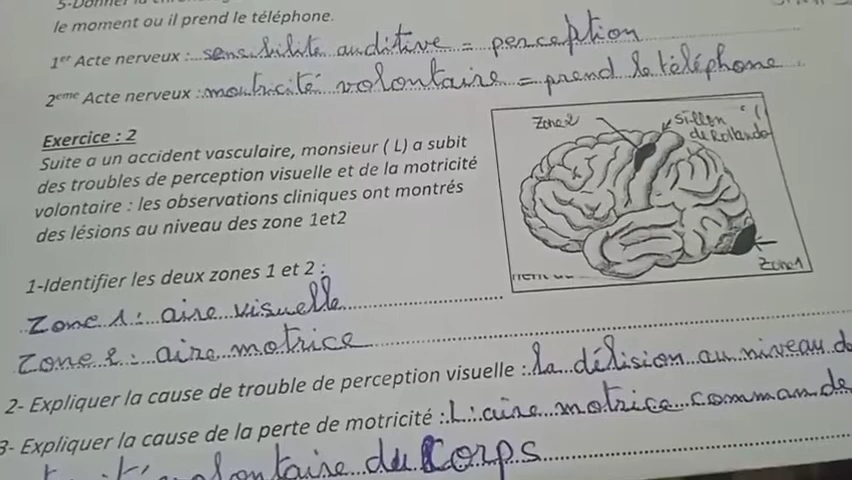 le moment ou il prend le téléphone.
1er Acte nerveux : sensibilité auditive = perception
2eme Acte nerveux : motricité volontaire = prend le téléphone
Exercice : 2
Suite a un accident vasculaire, monsieur ( L) a subit
des troubles de perception visuelle et de la motricité
volontaire : les observations cliniques ont montrés
des lésions au niveau des zone 1et2
Zone 2
Sillon
de Rolando
Zone 1
1-Identifier les deux zones 1 et 2 :
Zone 1 : aire visuelle
Zone 2 : aire motrice
2- Expliquer la cause de trouble de perception visuelle : la délision au niveau d
3- Expliquer la cause de la perte de motricité : L'aire motrice commande
volontaire du Corps